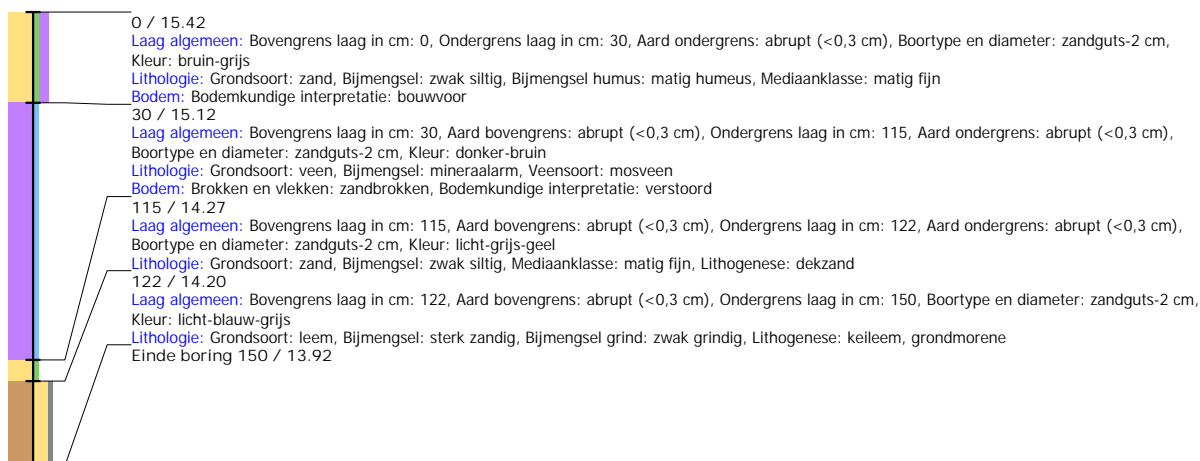 0 / 15.42
Laag algemeen: Bovengrens laag in cm: 0, Ondergrens laag in cm: 30, Aard ondergrens: abrupt (<0,3 cm), Boortype en diameter: zandguts-2 cm,
Kleur: bruin-grijs
Lithologie: Grondsoort: zand, Bijmengsel: zwak siltig, Bijmengsel humus: matig humeus, Mediaanklasse: matig fijn
Bodem: Bodemkundige interpretatie: bouwvoor
30 / 15.12
Laag algemeen: Bovengrens laag in cm: 30, Aard bovengrens: abrupt (<0,3 cm), Ondergrens laag in cm: 115, Aard ondergrens: abrupt (<0,3 cm),
Boortype en diameter: zandguts-2 cm, Kleur: donker-bruin
Lithologie: Grondsoort: veen, Bijmengsel: mineraalarm, Veensoort: mosveen
Bodem: Brokken en vlekken: zandbrokken, Bodemkundige interpretatie: verstoord
115 / 14.27
Laag algemeen: Bovengrens laag in cm: 115, Aard bovengrens: abrupt (<0,3 cm), Ondergrens laag in cm: 122, Aard ondergrens: abrupt (<0,3 cm),
Boortype en diameter: zandguts-2 cm, Kleur: licht-grijs-geel
Lithologie: Grondsoort: zand, Bijmengsel: zwak siltig, Mediaanklasse: matig fijn, Lithogenese: dekzand
122 / 14.20
Laag algemeen: Bovengrens laag in cm: 122, Aard bovengrens: abrupt (<0,3 cm), Ondergrens laag in cm: 150, Boortype en diameter: zandguts-2 cm,
Kleur: licht-blauw-grijs
Lithologie: Grondsoort: leem, Bijmengsel: sterk zandig, Bijmengsel grind: zwak grindig, Lithogenese: keileem, grondmorene
Einde boring 150 / 13.92